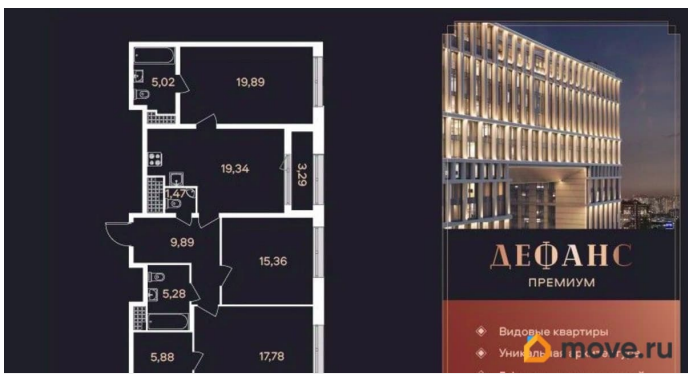 5,02
19,89
19,34
3,29
1,47
9,89
15,36
5,28
5,88
17,78
ДЕФАНС
ПРЕМИУМ
Видовые квартиры
move.ru